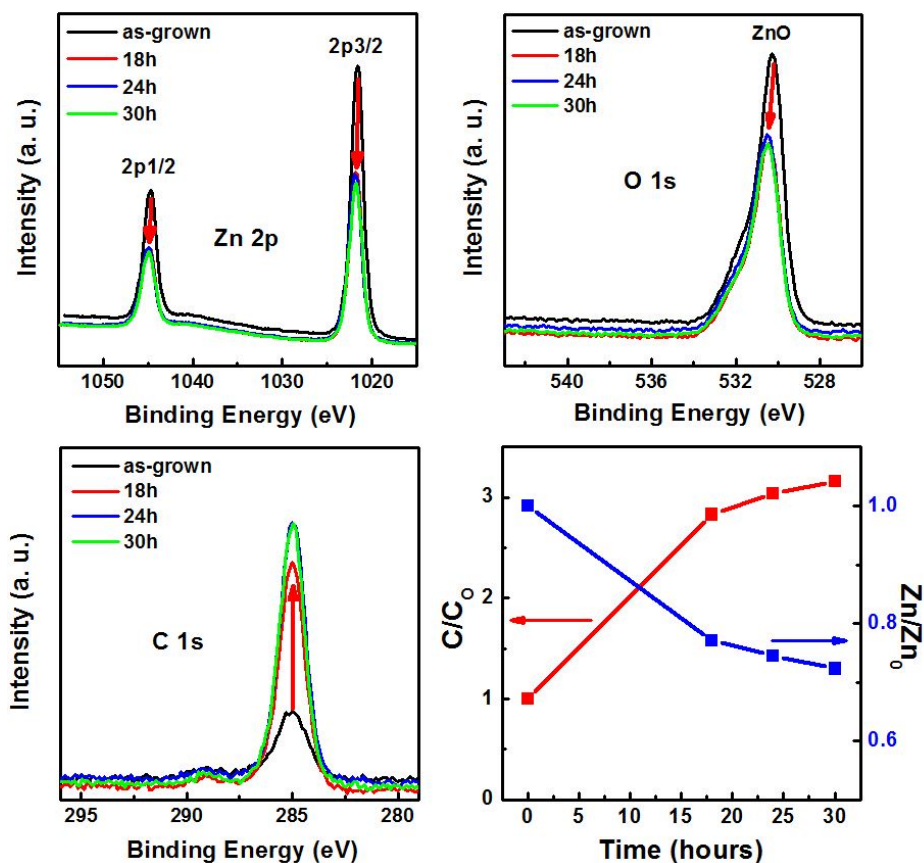 as-grown
18h
24h
30h
2p3/2
2p1/2
Zn 2p
Intensity (a. u.)
1050 1040 1030 1020
Binding Energy (eV)
as-grown
18h
24h
30h
ZnO
O 1s
Intensity (a. u.)
540 536 532 528
Binding Energy (eV)
as-grown
18h
24h
30h
C 1s
Intensity (a. u.)
295 290 285 280
Binding Energy (eV)
3
2
1
0
C/CO
1.0
0.8
0.6
Zn/Zn0
0 5 10 15 20 25 30
Time (hours)